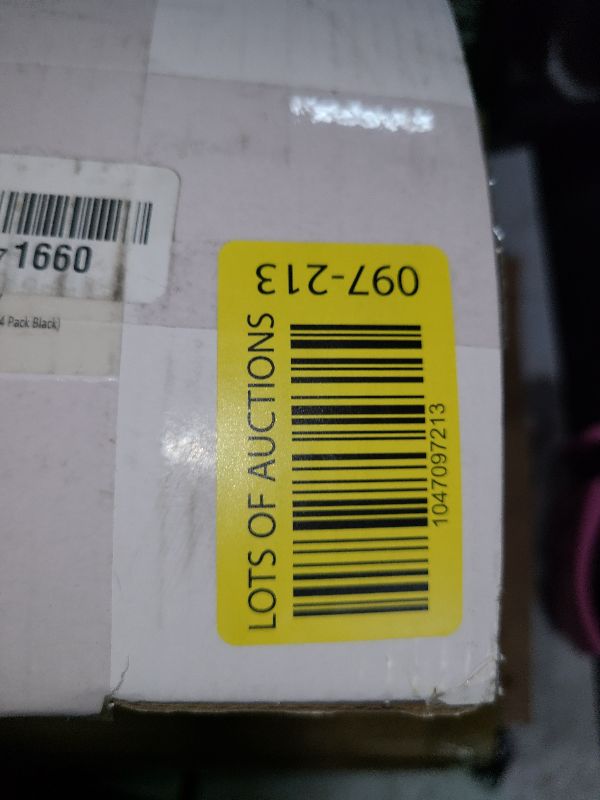 1660
4 Pack Black)
097-213
LOTS OF AUCTIONS
1047097213